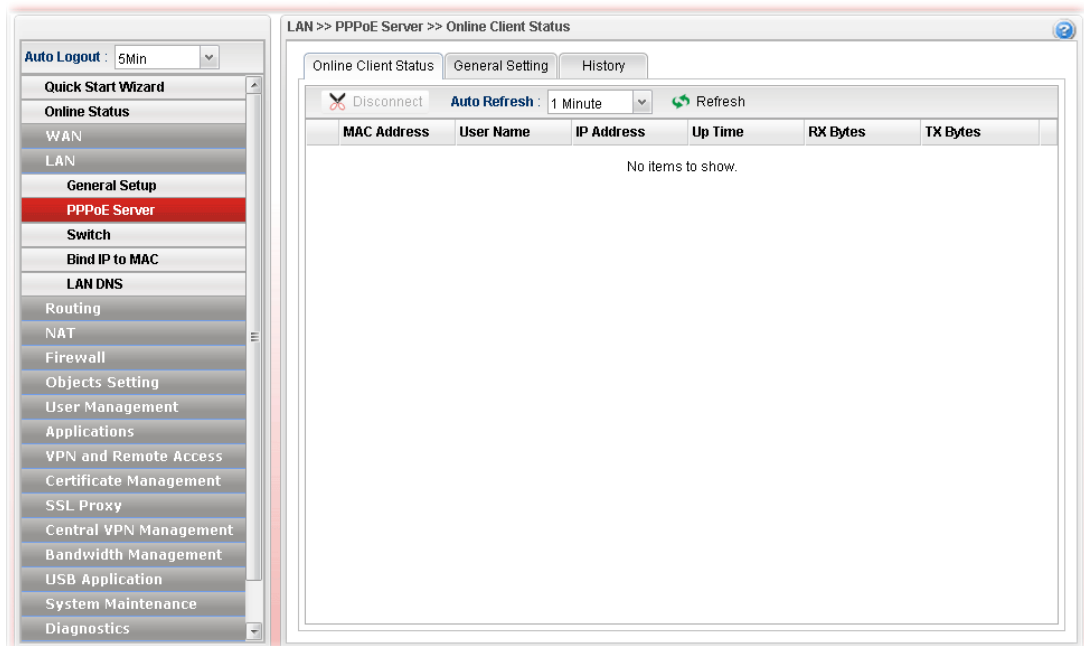 LAN >> PPPoE Server >> Online Client Status
Auto Logout : 5Min
Quick Start Wizard
Online Status
WAN
LAN
General Setup
PPPoE Server
Switch
Bind IP to MAC
LAN DNS
Routing
NAT
Firewall
Objects Setting
User Management
Applications
VPN and Remote Access
Certificate Management
SSL Proxy
Central VPN Management
Bandwidth Management
USB Application
System Maintenance
Diagnostics
Online Client Status General Setting History
Disconnect Auto Refresh : 1 Minute Refresh
MAC Address User Name IP Address Up Time RX Bytes TX Bytes
No items to show.